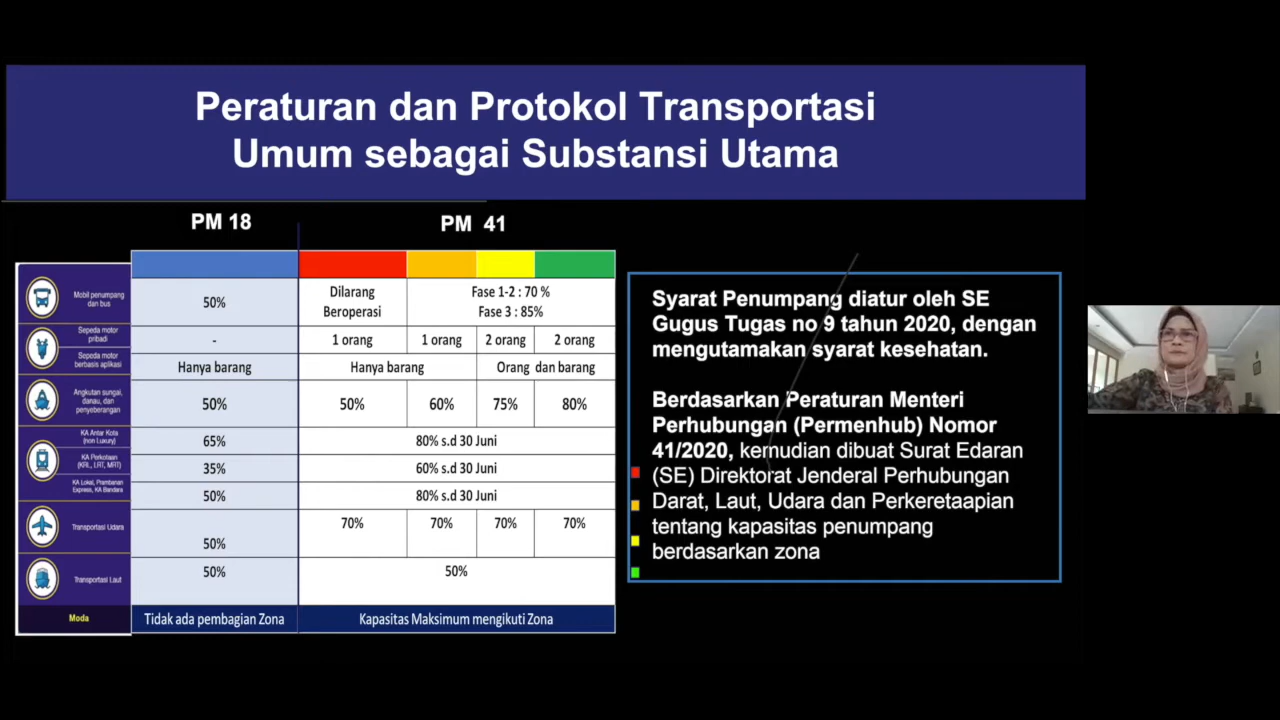 Peraturan dan Protokol Transportasi
Umum sebagai Substansi Utama
PM 18
PM 41
Mobil penumpang
dan bus
50%
Dilarang
Beroperasi
Fase 1-2 : 70 %
Fase 3 : 85%
Sepeda motor
pribadi
-
1 orang
1 orang
2 orang
2 orang
Sepeda motor
berbasis aplikasi
Hanya barang
Hanya barang
Orang dan barang
Angkutan sungai,
danau, dan
penyeberangan
50%
50%
60%
75%
80%
KA Antar Kota
(non Luxury)
65%
80% s.d 30 Juni
KA Perkotaan
(KRL, LRT, MRT)
35%
60% s.d 30 Juni
KA Lokal, Prambanan
Express, KA Bandara
50%
80% s.d 30 Juni
Transportasi Udara
50%
70%
70%
70%
70%
Transportasi Laut
50%
50%
Moda
Tidak ada pembagian Zona
Kapasitas Maksimum mengikuti Zona
Syarat Penumpang diatur oleh SE
Gugus Tugas no 9 tahun 2020, dengan
mengutamakan syarat kesehatan.
Berdasarkan Peraturan Menteri
Perhubungan (Permenhub) Nomor
41/2020, kemudian dibuat Surat Edaran
(SE) Direktorat Jenderal Perhubungan
Darat, Laut, Udara dan Perkeretaapian
tentang kapasitas penumpang
berdasarkan zona